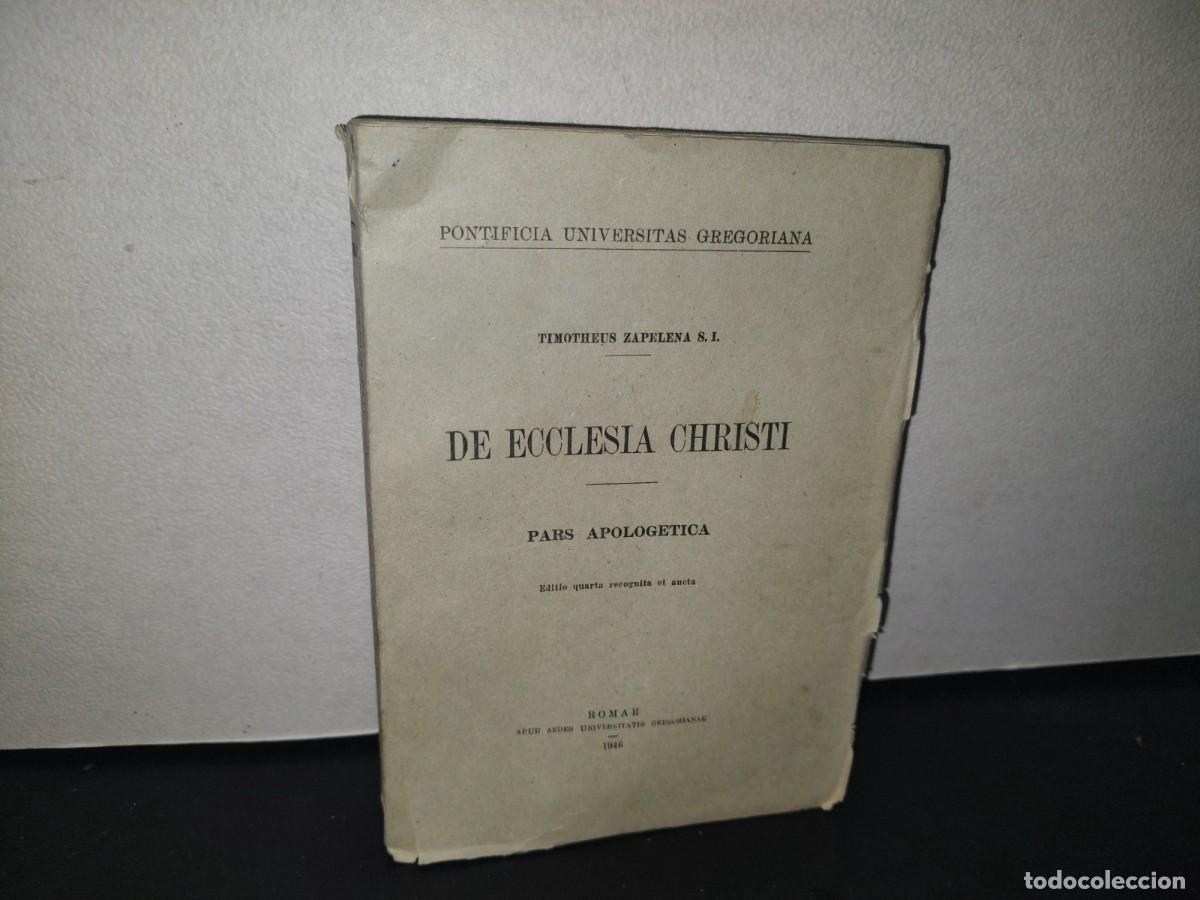 PONTIFICIA UNIVERSITAS GREGORIANA
TIMOTHEUS ZAPELENA S. I.
DE ECCLESIA CHRISTI
PARS APOLOGETICA
Editio quarta recognita et aucta
ROMAE
APUD AEDES UNIVERSITATIS GREGORIANAE
1946
todocoleccion